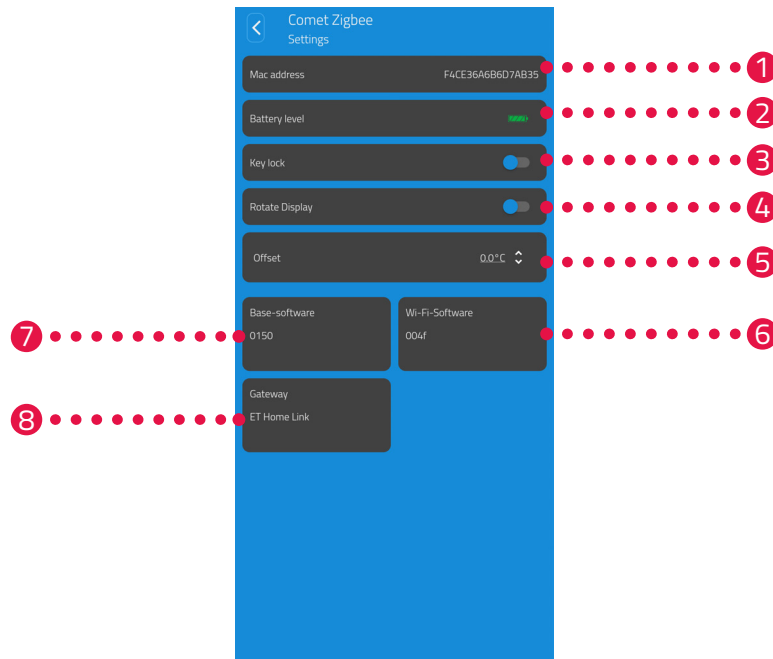 Comet Zigbee
Settings
Mac address F4CE36A6B6D7AB35 1
Battery level 2
Key lock 3
Rotate Display 4
Offset 0.0°C 5
Base-software Wi-Fi-Software
7 0150 004f 6
Gateway
8 ET Home Link